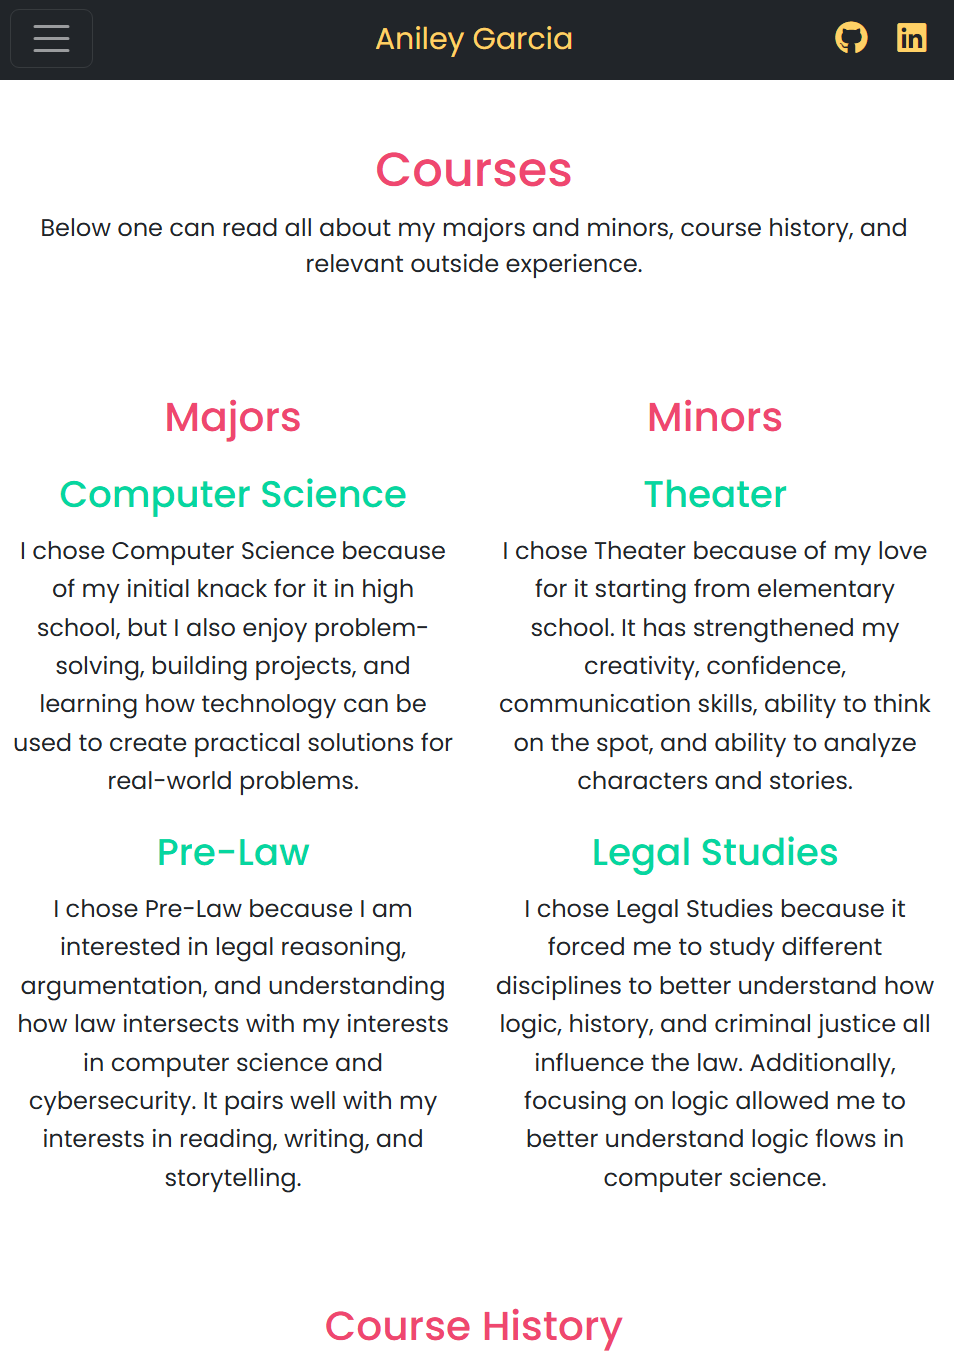 Aniley Garcia
Courses
Below one can read all about my majors and minors, course history, and
relevant outside experience.
Majors
Computer Science
I chose Computer Science because
of my initial knack for it in high
school, but I also enjoy problem-
solving, building projects, and
learning how technology can be
used to create practical solutions for
real-world problems.
Pre-Law
I chose Pre-Law because I am
interested in legal reasoning,
argumentation, and understanding
how law intersects with my interests
in computer science and
cybersecurity. It pairs well with my
interests in reading, writing, and
storytelling.
Minors
Theater
I chose Theater because of my love
for it starting from elementary
school. It has strengthened my
creativity, confidence,
communication skills, ability to think
on the spot, and ability to analyze
characters and stories.
Legal Studies
I chose Legal Studies because it
forced me to study different
disciplines to better understand how
logic, history, and criminal justice all
influence the law. Additionally,
focusing on logic allowed me to
better understand logic flows in
computer science.
Course History